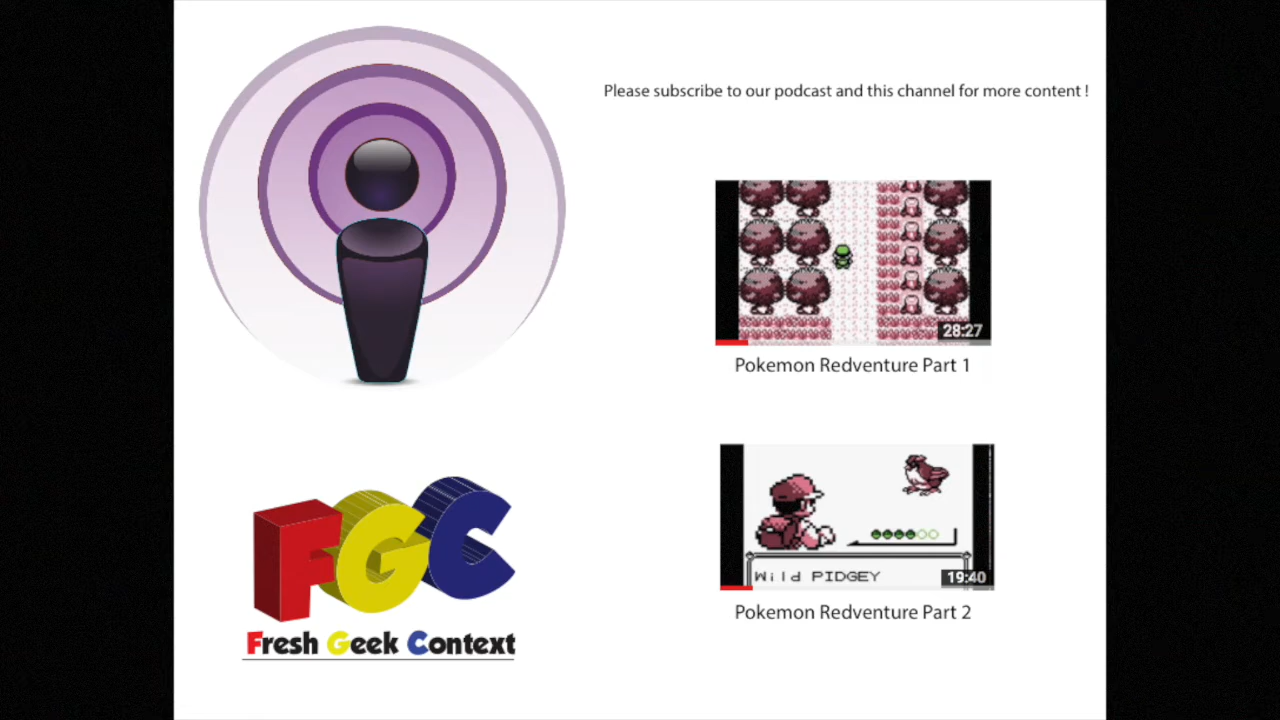 Please subscribe to our podcast and this channel for more content !
28:27
Pokemon Redventure Part 1
Wild PIDGEY
19:40
Pokemon Redventure Part 2
FGC
Fresh Geek Context